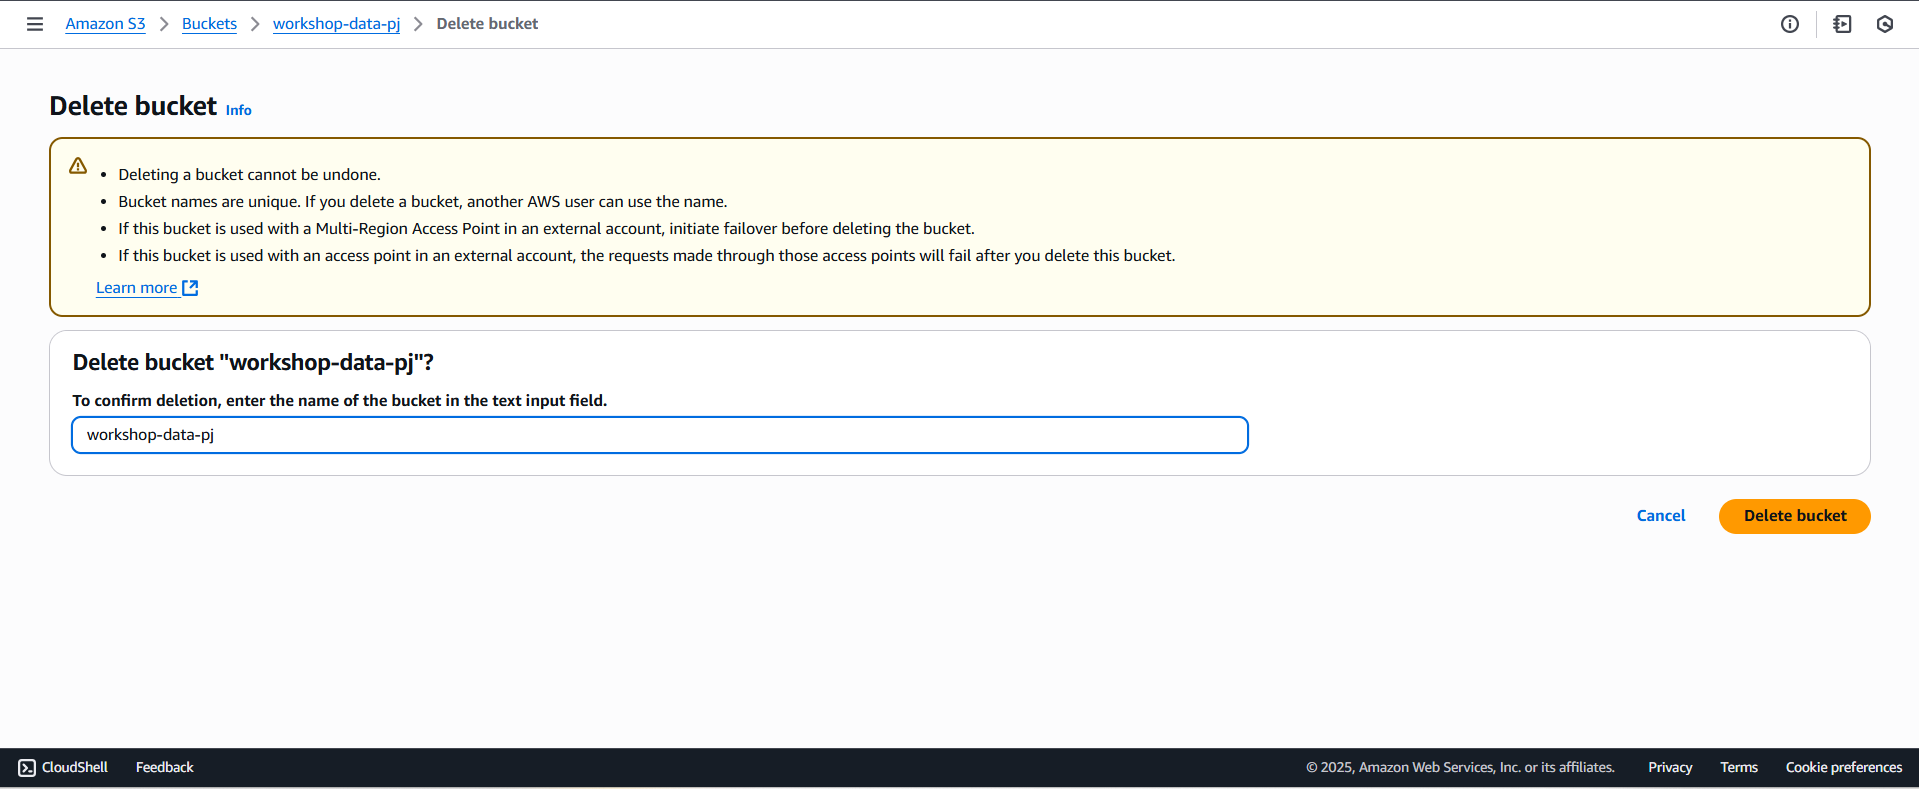 Amazon S3 Buckets workshop-data-pj Delete bucket
Delete bucket Info
Deleting a bucket cannot be undone.
Bucket names are unique. If you delete a bucket, another AWS user can use the name.
If this bucket is used with a Multi-Region Access Point in an external account, initiate failover before deleting the bucket.
If this bucket is used with an access point in an external account, the requests made through those access points will fail after you delete this bucket.
Learn more
Delete bucket "workshop-data-pj"?
To confirm deletion, enter the name of the bucket in the text input field.
workshop-data-pj
Cancel Delete bucket
CloudShell Feedback © 2025, Amazon Web Services, Inc. or its affiliates. Privacy Terms Cookie preferences